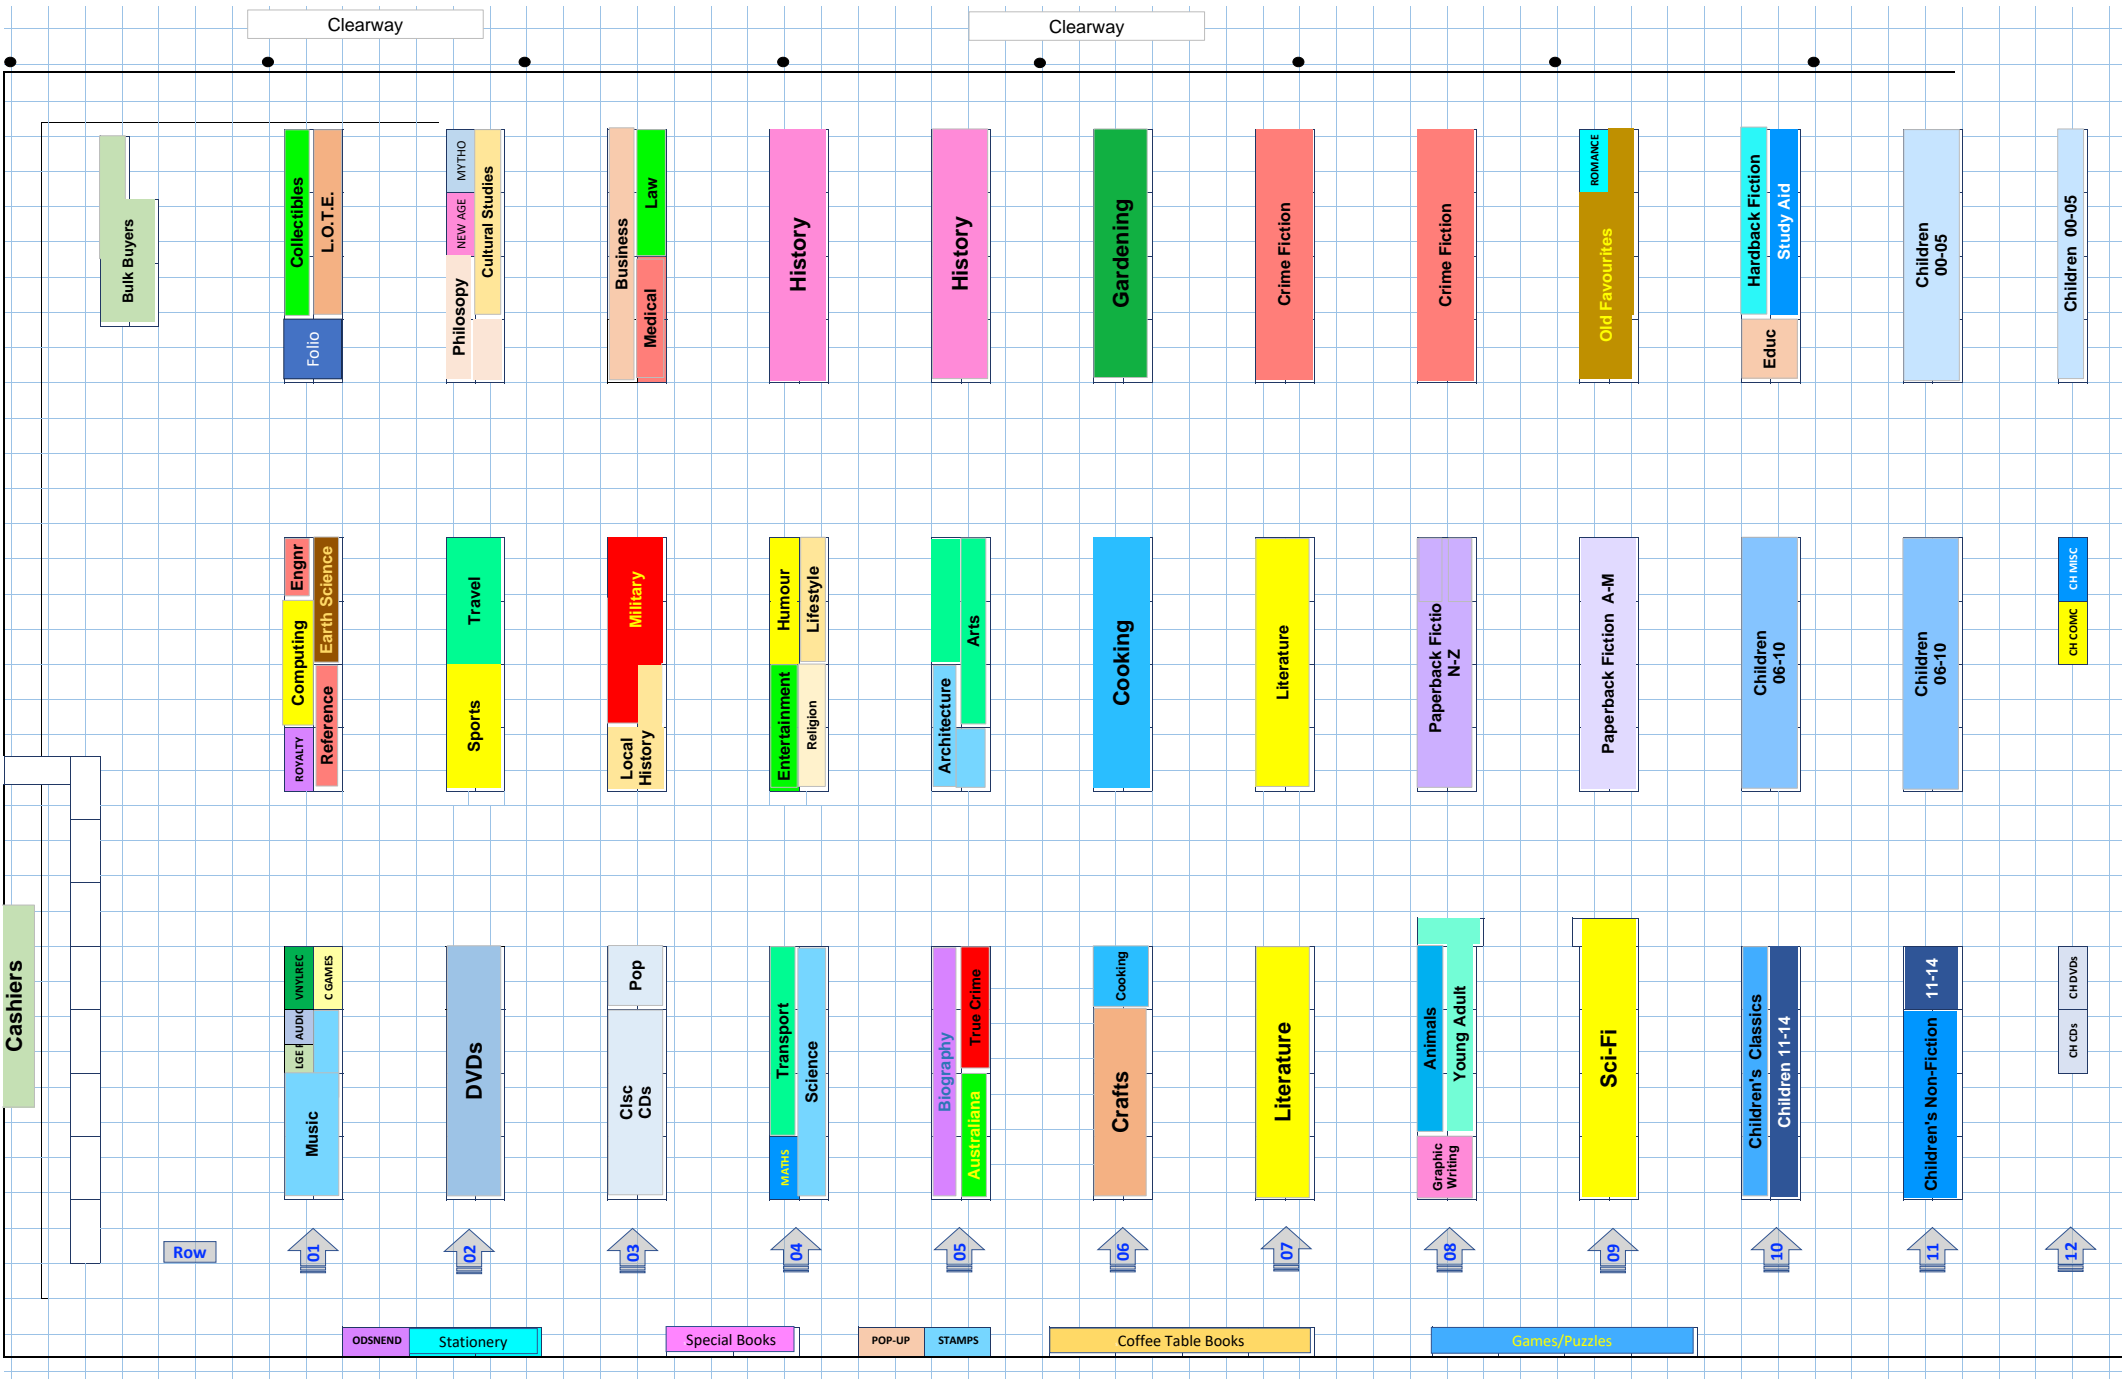 Clearway
Clearway
Bulk Buyers
Collectibles
L.O.T.E.
Folio
MYTHO
NEW AGE
Philosopy
Cultural Studies
Business
Law
Medical
History
History
Gardening
Crime Fiction
Crime Fiction
ROMANCE
Old Favourites
Hardback Fiction
Study Aid
Educ
Children
00-05
Children 00-05
Engnr
Earth Science
Computing
ROYALTY
Reference
Travel
Sports
Military
Local
History
Humour
Lifestyle
Entertainment
Religion
Arts
Architecture
Cooking
Literature
Paperback Fictio
N-Z
Paperback Fiction A-M
Children
06-10
Children
06-10
CH MISC
CH COMC
Cashiers
VNYLREC
C GAMES
AUDIO
LGE
Music
DVDs
Pop
Clsc
CDs
Transport
MATHS
Science
Biography
True Crime
Australiana
Cooking
Crafts
Literature
Animals
Young Adult
Graphic
Writing
Sci-Fi
Children's Classics
Children 11-14
11-14
Children's Non-Fiction
CH DVDs
CH CDs
Row
01
02
03
04
05
06
07
08
09
10
11
12
ODSNEND
Stationery
Special Books
POP-UP
STAMPS
Coffee Table Books
Games/Puzzles